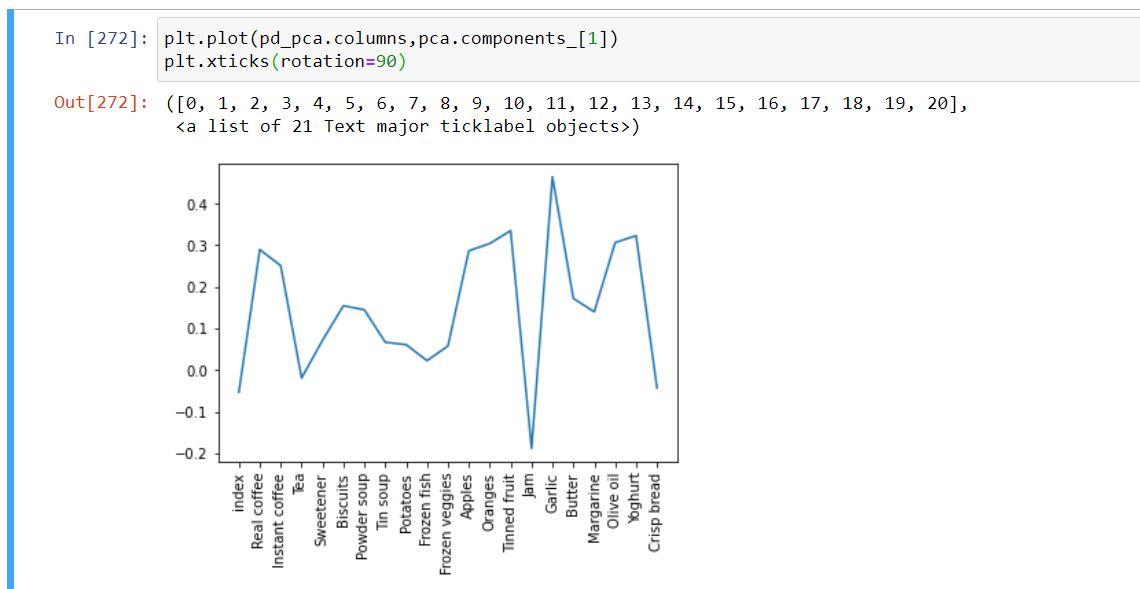 In [272]: plt.plot(pd_pca.columns,pca.components_[1])
plt.xticks(rotation=90)
Out[272]: ([0, 1, 2, 3, 4, 5, 6, 7, 8, 9, 10, 11, 12, 13, 14, 15, 16, 17, 18, 19, 20],
<a list of 21 Text major ticklabel objects>)
0.4
0.3
0.2
0.1
0.0
−0.1
−0.2
index
Real coffee
Instant coffee
Tea
Sweetener
Biscuits
Powder soup
Tin soup
Potatoes
Frozen fish
Frozen veggies
Apples
Oranges
Tinned fruit
Jam
Garlic
Butter
Margarine
Olive oil
Yoghurt
Crisp bread